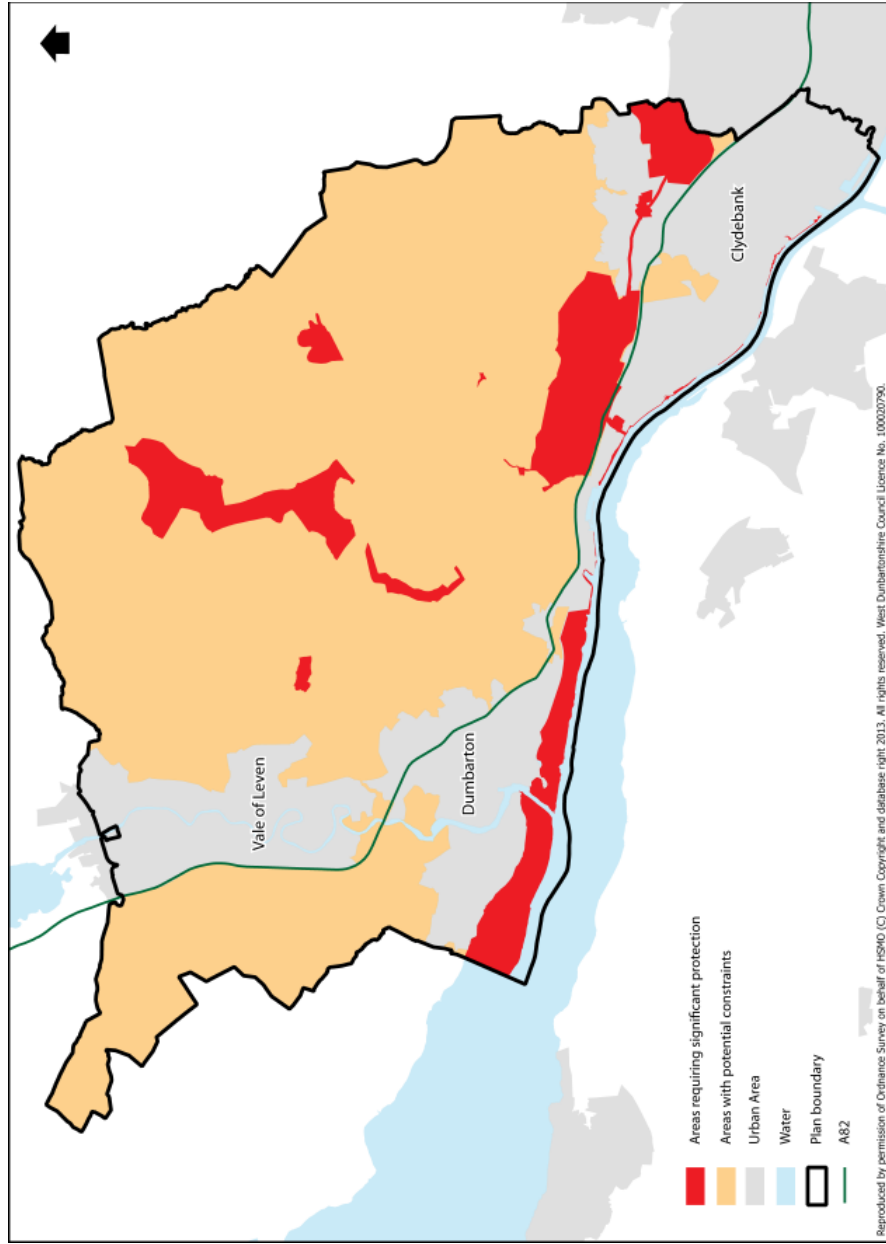 Vale of Leven
Dumbarton
Clydebank
Areas requiring significant protection
Areas with potential constraints
Urban Area
Water
Plan boundary
A82
Reproduced by permission of Ordnance Survey on behalf of HSMO (C) Crown Copyright and database right 2013. All rights reserved. West Dunbartonshire Council Licence No. 100020790.